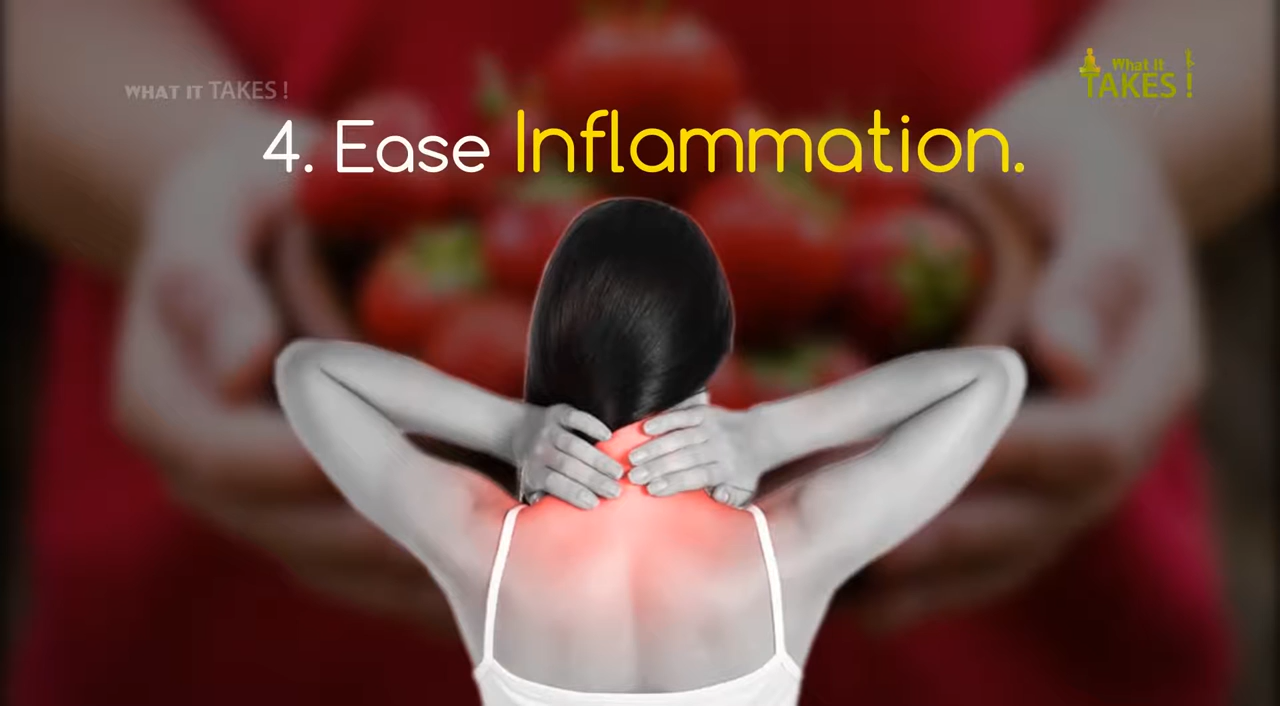 WHAT IT TAKES !
What It
TAKES !
4. Ease Inflammation.